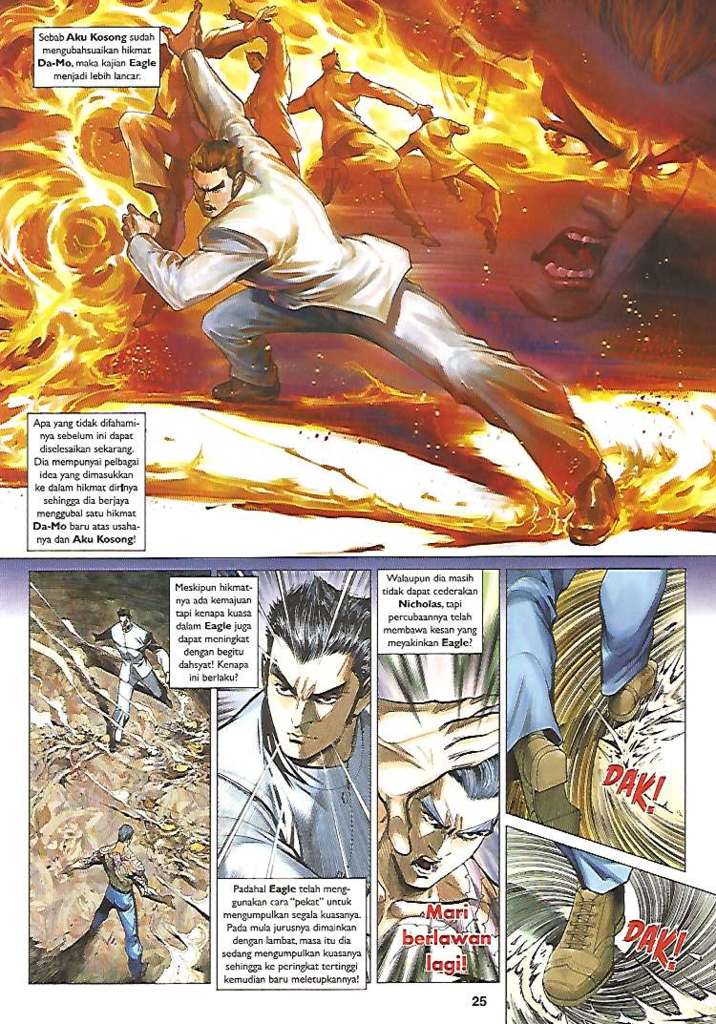 Sebab Aku Kosong sudah
mengubahsuaikan hikmat
Da-Mo, maka kajian Eagle
menjadi lebih lancar.
Apa yang tidak difahami-
nya sebelum ini dapat
diselesaikan sekarang.
Dia mempunyai pelbagai
idea yang dimasukkan
ke dalam hikmat dirinya
sehingga dia berjaya
menggubal satu hikmat
Da-Mo baru atas usaha-
nya dan Aku Kosong!
Meskipun hikmat-
nya ada kemajuan
tapi kenapa kuasa
dalam Eagle juga
dapat meningkat
dengan begitu
dahsyat! Kenapa
ini berlaku?
Padahal Eagle telah meng-
gunakan cara "pekat" untuk
mengumpulkan segala kuasanya.
Pada mula jurusnya dimainkan
dengan lambat, masa itu dia
sedang mengumpulkan kuasanya
sehingga ke peringkat tertinggi
kemudian baru meletupkannya!
Walaupun dia masih
tidak dapat cederakan
Nicholas, tapi
percubaannya telah
membawa kesan yang
meyakinkan Eagle?
Mari
berlawan
lagi!
DAK!
DAK!
25